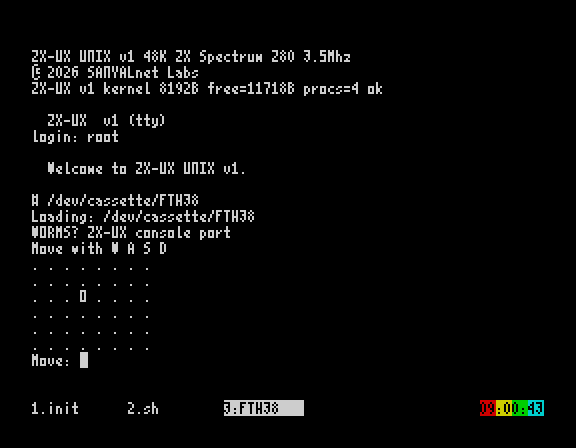 ZX-UX UNIX v1 48K ZX Spectrum Z80 3.5Mhz
© 2026 SANYALnet Labs
ZX-UX v1 kernel 8192B free=11718B procs=4 ok
ZX-UX  v1 (tty)
login: root
Welcome to ZX-UX UNIX v1.
# /dev/cassette/FTH38
Loading: /dev/cassette/FTH38
WORMS? ZX-UX console port
Move with W A S D
. . . . . . . .
. . . . . . . .
. . . O . . . .
. . . . . . . .
. . . . . . . .
. . . . . . . .
Move:
1.init 2.sh 3.FTH38 09:00:43